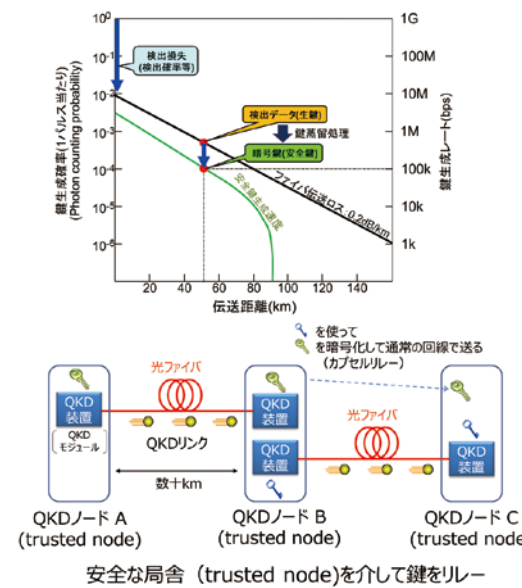 鍵生成確率(1パルス当たり)
(Photon counting probability)
10⁰
10⁻¹
10⁻²
10⁻³
10⁻⁴
10⁻⁵
10⁻⁶
1G
100M
10M
1M
100k
10k
1k
鍵生成レート(bps)
検出損失
(検出確率等)
検出データ(生鍵)
鍵蒸留処理
暗号鍵(安全鍵)
ファイバ伝送ロス:0.2dB/km
安全鍵生成速度
20 40 60 80 100 120 140
伝送距離(km)
を使って
を暗号化して通常の回線で送る
(カプセルリレー)
光ファイバ
QKD
装置
QKD
モジュール
QKDリンク
数十km
QKD
装置
QKD
装置
光ファイバ
QKD
装置
QKDノード A
(trusted node)
QKDノード B
(trusted node)
QKDノード C
(trusted node)
安全な局舎 (trusted node)を介して鍵をリレー